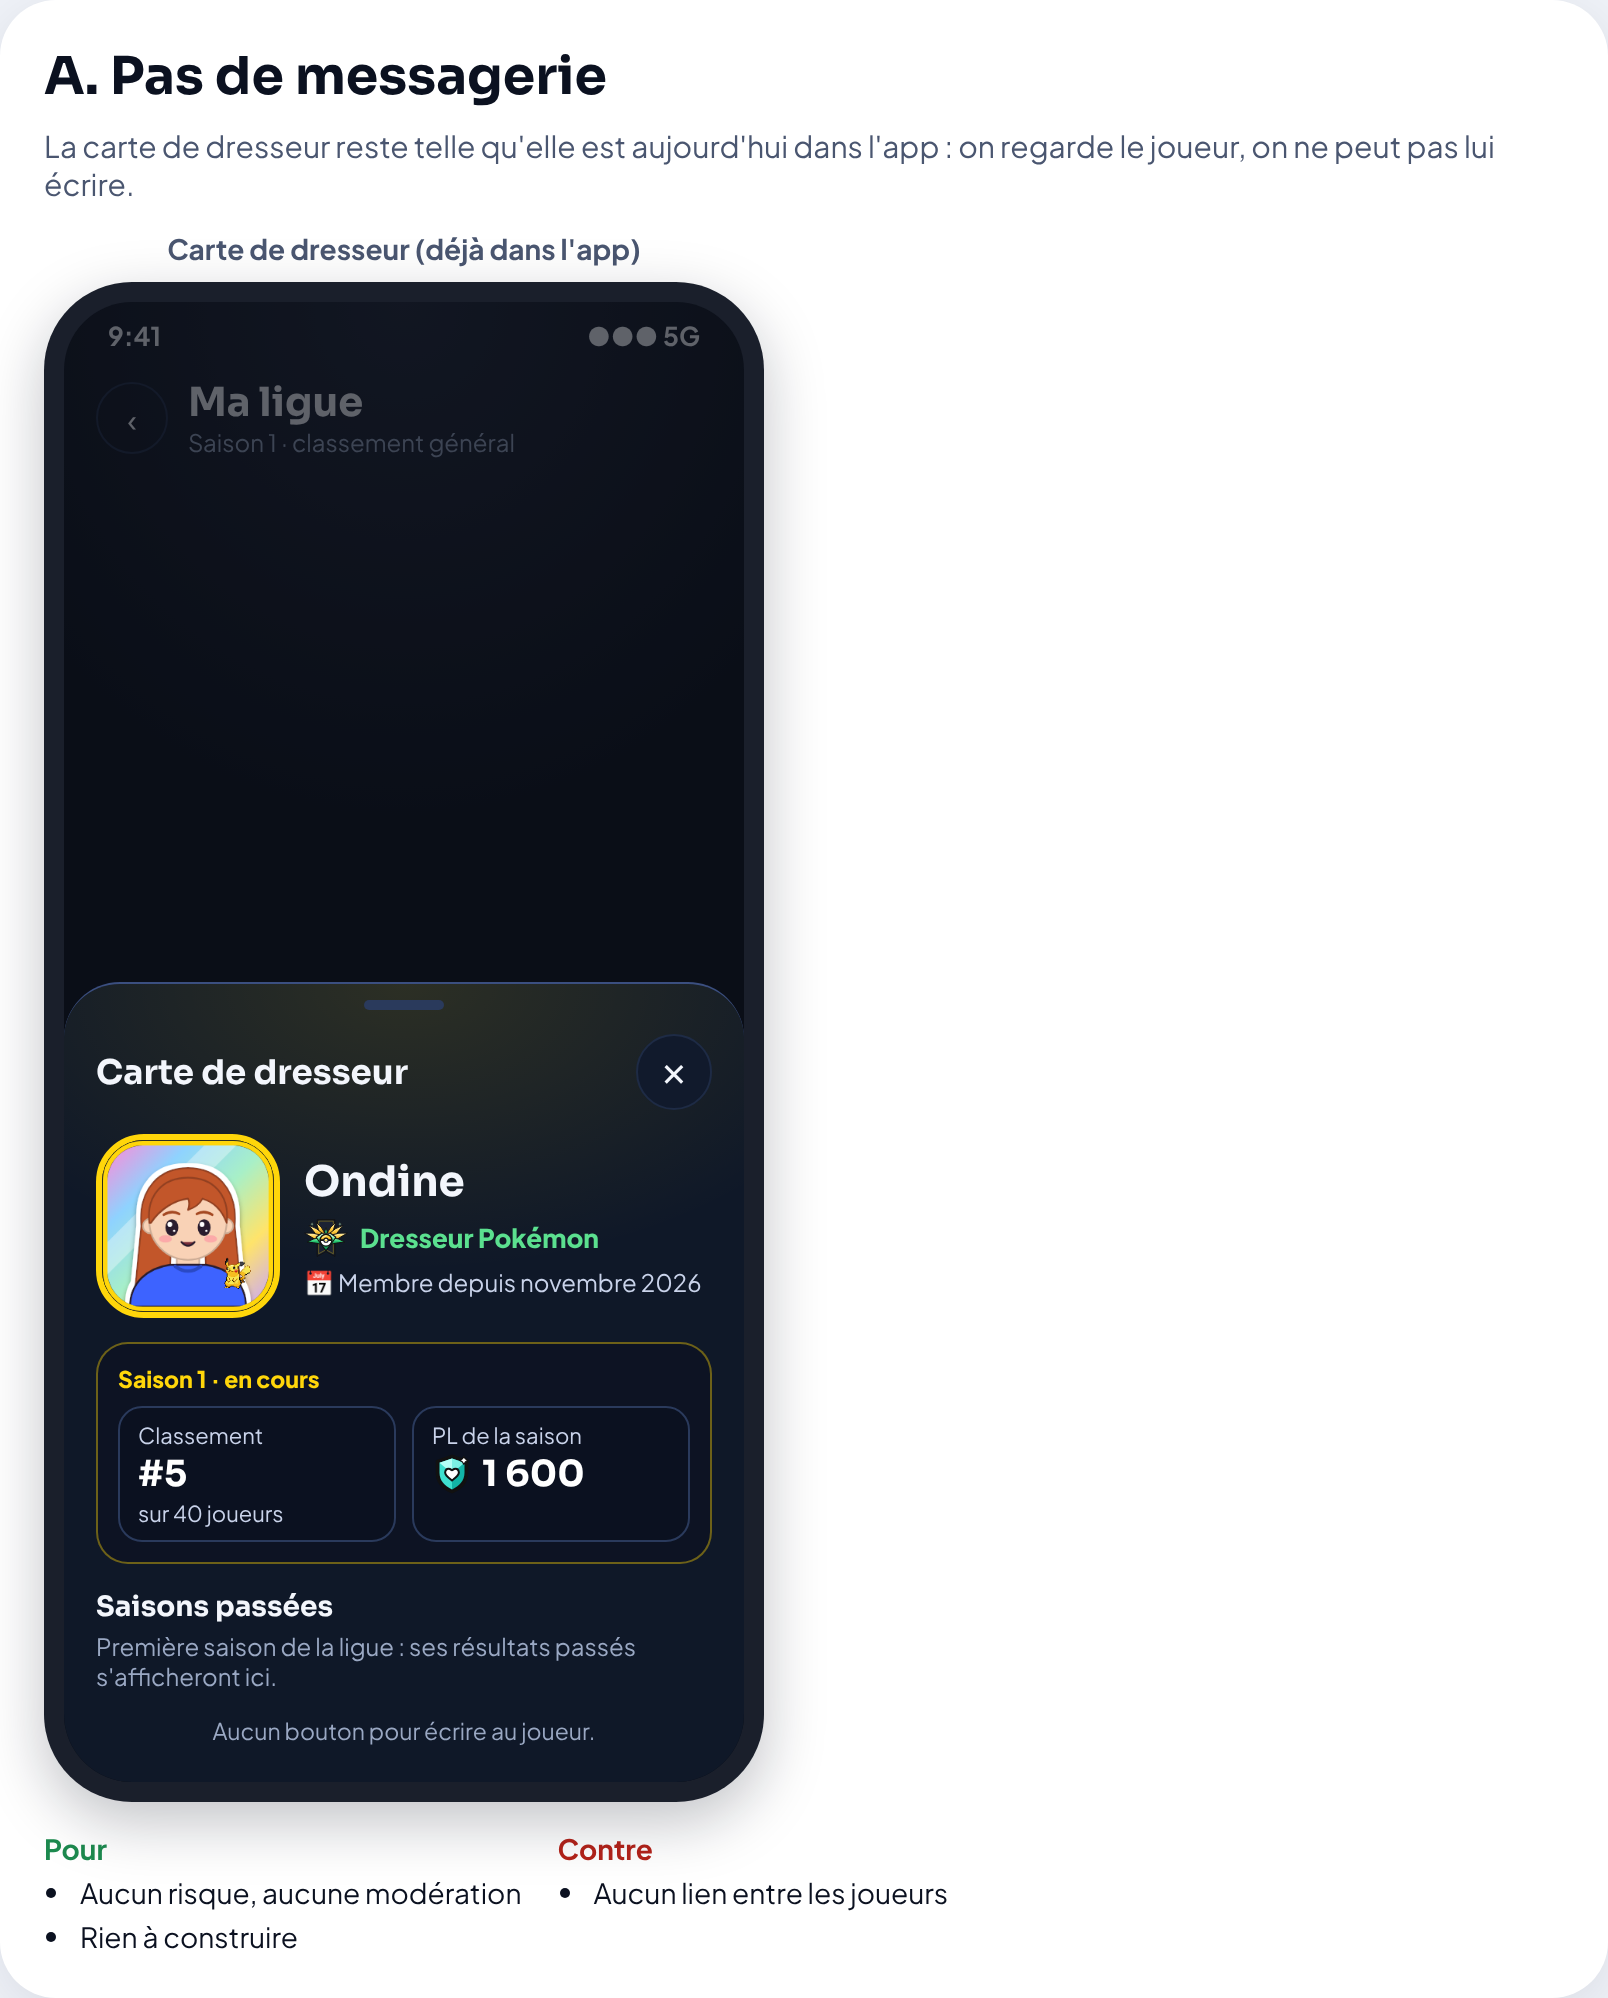 A. Pas de messagerie
La carte de dresseur reste telle qu'elle est aujourd'hui dans l'app : on regarde le joueur, on ne peut pas lui
écrire.
Carte de dresseur (déjà dans l'app)
9:41
5G
‹
Ma ligue
Saison 1 · classement général
Carte de dresseur
✕
Ondine
Dresseur Pokémon
July
17
Membre depuis novembre 2026
Saison 1 · en cours
Classement
#5
sur 40 joueurs
PL de la saison
1 600
Saisons passées
Première saison de la ligue : ses résultats passés
s'afficheront ici.
Aucun bouton pour écrire au joueur.
Pour
• Aucun risque, aucune modération
• Rien à construire
Contre
• Aucun lien entre les joueurs